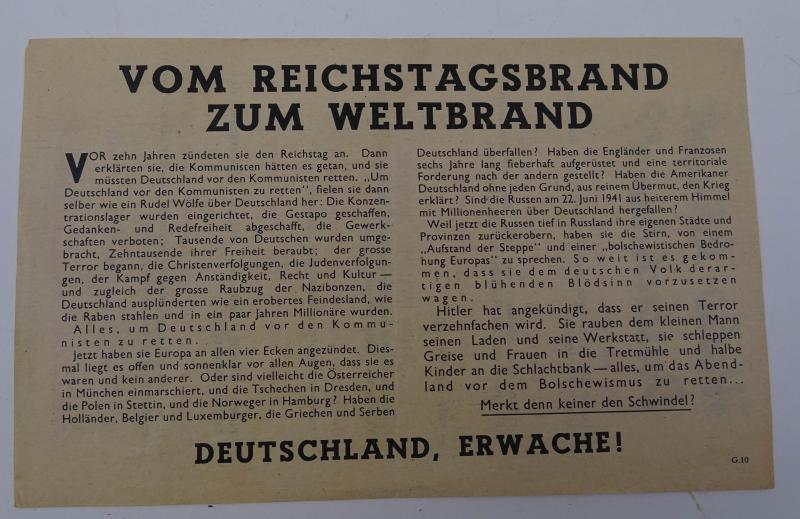 VOM REICHSTAGSBRAND
ZUM WELTBRAND
VOR zehn Jahren zündeten sie den Reichstag an. Dann
erklärten sie, die Kommunisten hätten es getan, und sie
müssten Deutschland vor den Kommunisten retten. „Um
Deutschland vor den Kommunisten zu retten", fielen sie dann
selber wie ein Rudel Wölfe über Deutschland her: Die Konzen-
trationslager wurden eingerichtet, die Gestapo geschaffen,
Gedanken- und Redefreiheit abgeschafft, die Gewerk-
schaften verboten; Tausende von Deutschen wurden umge-
bracht, Zehntausende ihrer Freiheit beraubt; der grosse
Terror begann, die Christenverfolgungen, die Judenverfolgun-
gen, der Kampf gegen Anständigkeit, Recht und Kultur—
und zugleich der grosse Raubzug der Nazibonzen, die
Deutschland ausplünderten wie ein erobertes Feindesland, wie
die Raben stahlen und in ein paar Jahren Millionäre wurden.
Alles, um Deutschland vor den Kommu-
nisten zu retten.
Jetzt haben sie Europa an allen vier Ecken angezündet. Dies-
mal liegt es offen und sonnenklar vor allen Augen, dass sie es
waren und kein anderer. Oder sind vielleicht die Österreicher
in München einmarschiert, und die Tschechen in Dresden, und
die Polen in Stettin, und die Norweger in Hamburg? Haben die
Holländer, Belgier und Luxemburger, die Griechen und Serben
Deutschland überfallen? Haben die Engländer und Franzosen
sechs Jahre lang fieberhaft aufgerüstet und eine territoriale
Forderung nach der andern gestellt? Haben die Amerikaner
Deutschland ohne jeden Grund, aus reinem Übermut, den Krieg
erklärt? Sind die Russen am 22. Juni 1941 aus heiterem Himmel
mit Millionenheeren über Deutschland hergefallen?
Weil jetzt die Russen tief in Russland ihre eigenen Städte und
Provinzen zurückerobern, haben sie die Stirn, von einem
„Aufstand der Steppe" und einer „bolschewistischen Bedro-
hung Europas" zu sprechen. So weit ist es gekom-
men, dass sie dem deutschen Volk derar-
tigen blühenden Blödsinn vorzusetzen
wagen.
Hitler hat angekündigt, dass er seinen Terror
verzehnfachen wird. Sie rauben dem kleinen Mann
seinen Laden und seine Werkstatt, sie schleppen
Greise und Frauen in die Tretmühle und halbe
Kinder an die Schlachtbank—alles, um das Abend-
land vor dem Bolschewismus zu retten...
Merkt denn keiner den Schwindel?
DEUTSCHLAND, ERWACHE!
G.10